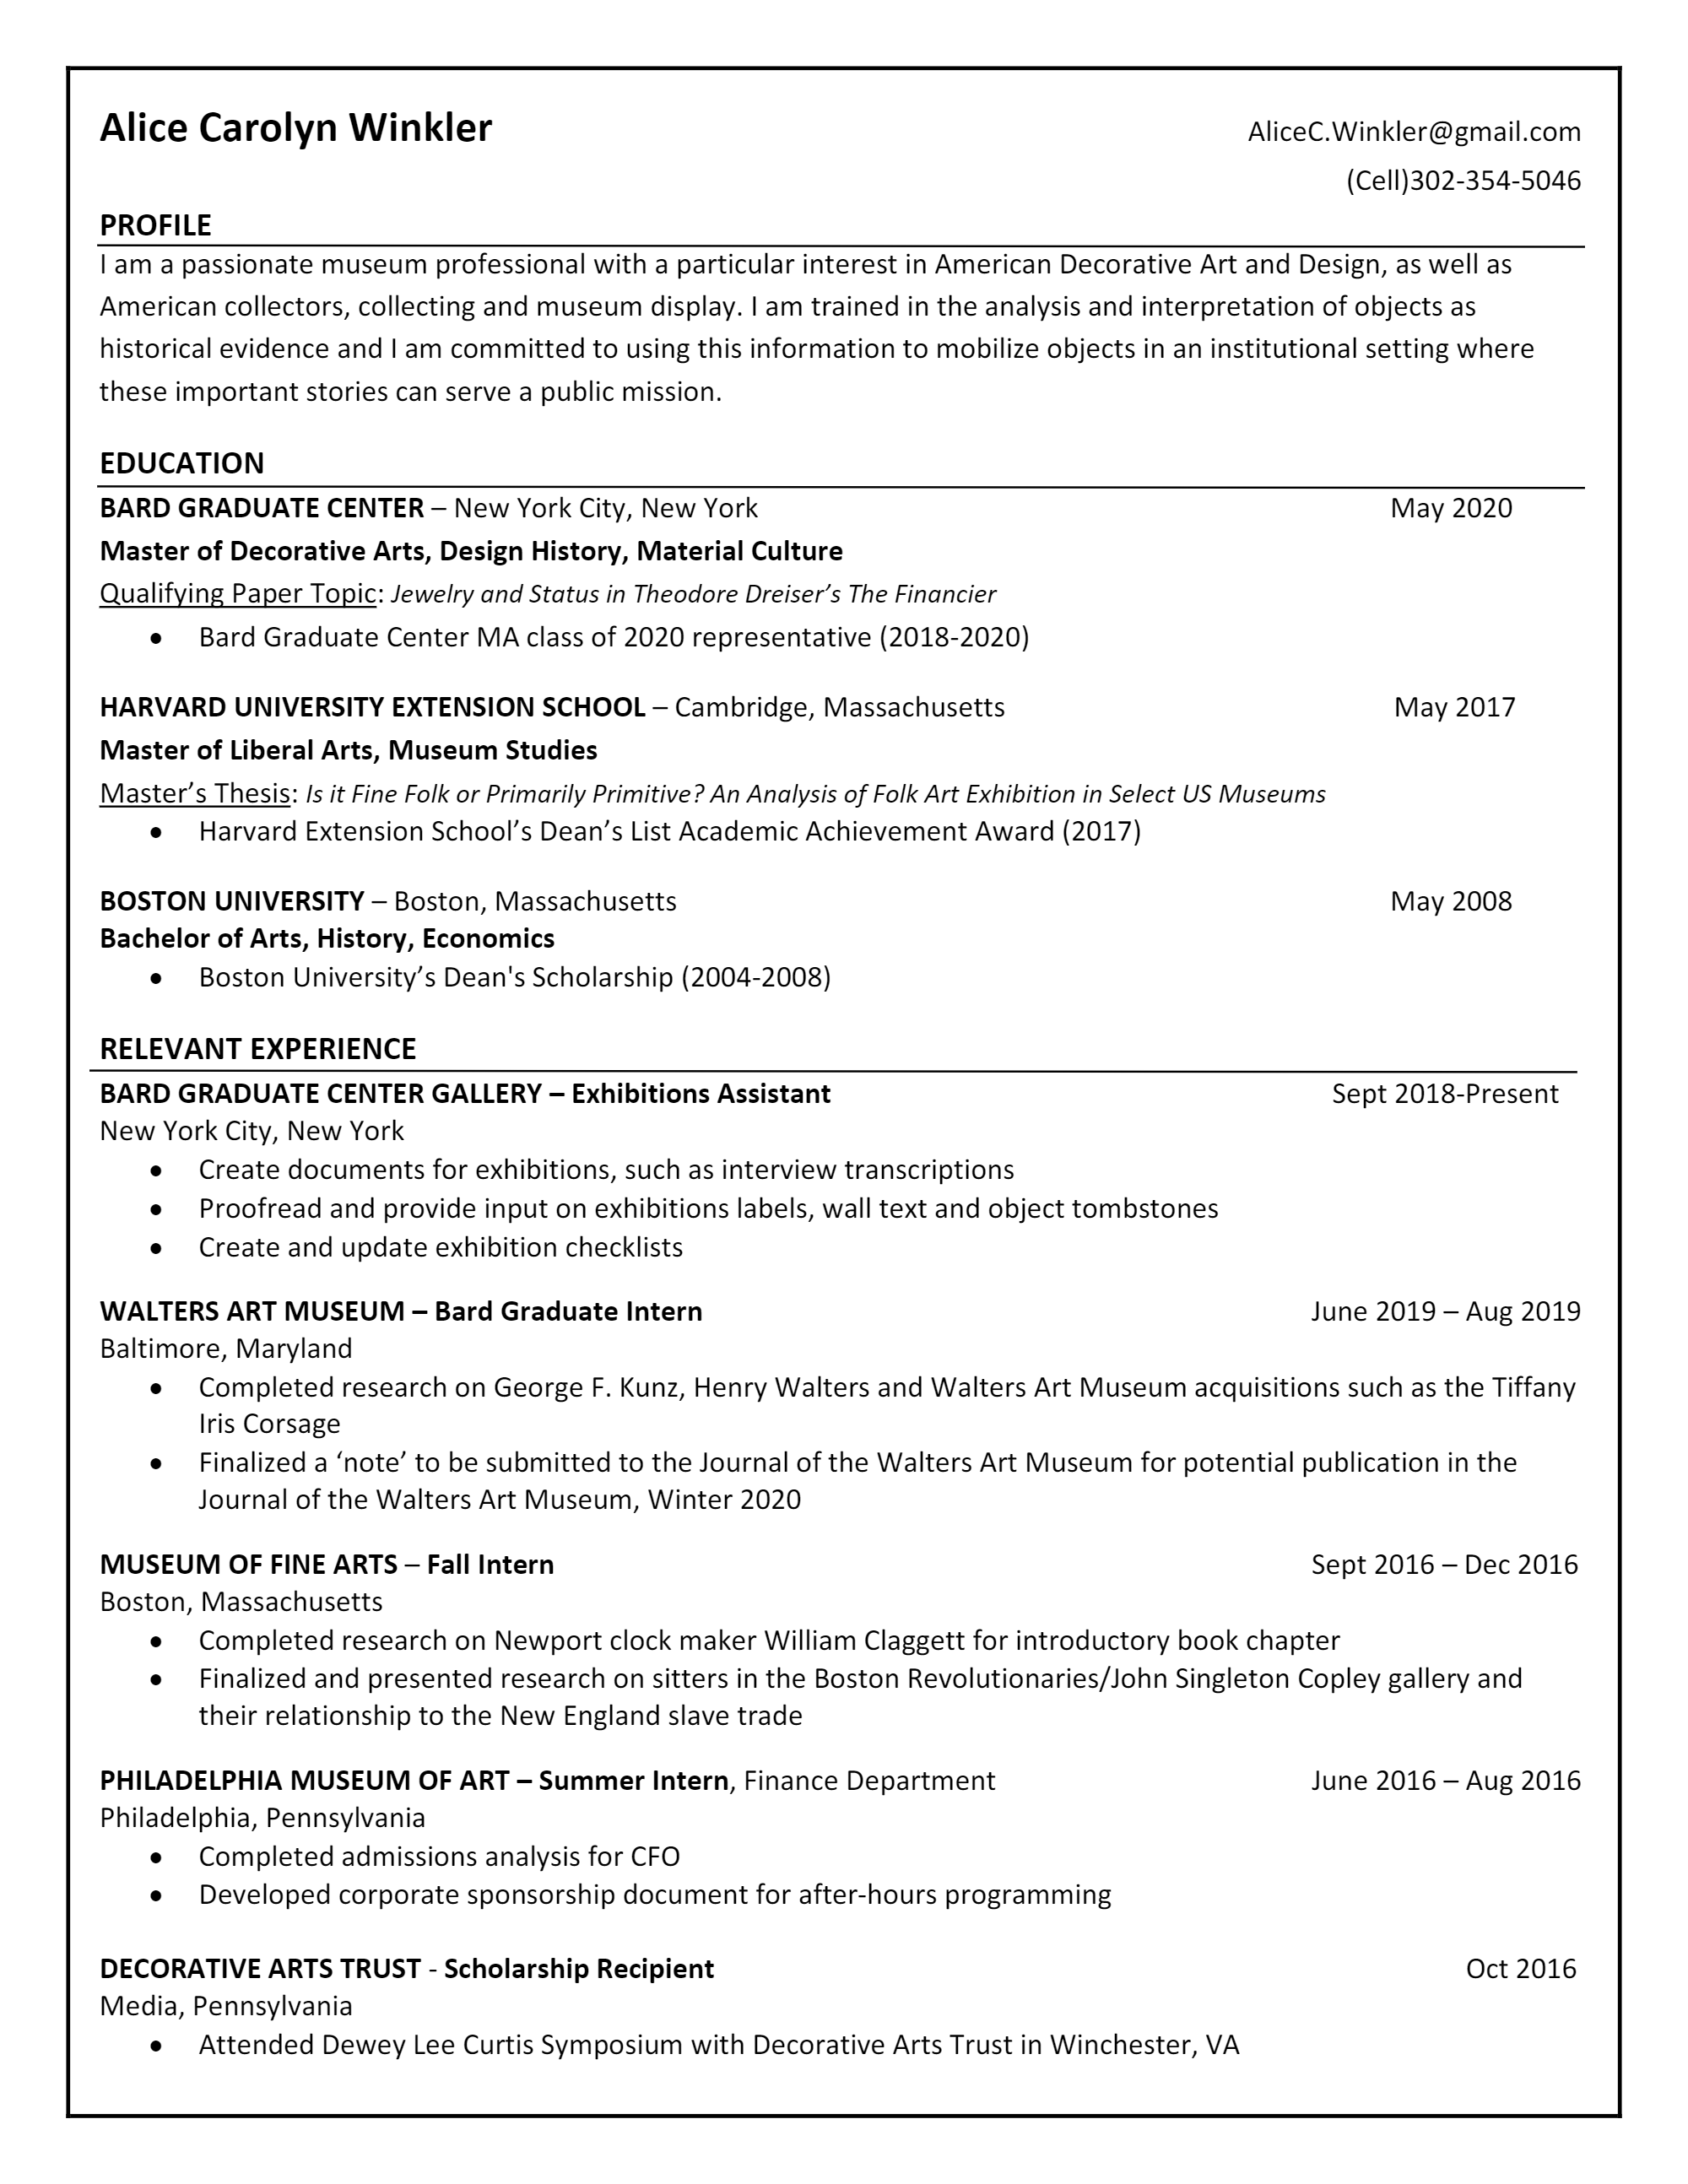 Alice Carolyn Winkler AliceC.Winkler@gmail.com
(Cell)302-354-5046
PROFILE
I am a passionate museum professional with a particular interest in American Decorative Art and Design, as well as
American collectors, collecting and museum display. I am trained in the analysis and interpretation of objects as
historical evidence and I am committed to using this information to mobilize objects in an institutional setting where
these important stories can serve a public mission.
EDUCATION
BARD GRADUATE CENTER – New York City, New York May 2020
Master of Decorative Arts, Design History, Material Culture
Qualifying Paper Topic: Jewelry and Status in Theodore Dreiser’s The Financier
• Bard Graduate Center MA class of 2020 representative (2018-2020)
HARVARD UNIVERSITY EXTENSION SCHOOL – Cambridge, Massachusetts May 2017
Master of Liberal Arts, Museum Studies
Master’s Thesis: Is it Fine Folk or Primarily Primitive? An Analysis of Folk Art Exhibition in Select US Museums
• Harvard Extension School’s Dean’s List Academic Achievement Award (2017)
BOSTON UNIVERSITY – Boston, Massachusetts May 2008
Bachelor of Arts, History, Economics
• Boston University’s Dean's Scholarship (2004-2008)
RELEVANT EXPERIENCE
BARD GRADUATE CENTER GALLERY – Exhibitions Assistant Sept 2018-Present
New York City, New York
• Create documents for exhibitions, such as interview transcriptions
• Proofread and provide input on exhibitions labels, wall text and object tombstones
• Create and update exhibition checklists
WALTERS ART MUSEUM – Bard Graduate Intern June 2019 – Aug 2019
Baltimore, Maryland
• Completed research on George F. Kunz, Henry Walters and Walters Art Museum acquisitions such as the Tiffany
Iris Corsage
• Finalized a ‘note’ to be submitted to the Journal of the Walters Art Museum for potential publication in the
Journal of the Walters Art Museum, Winter 2020
MUSEUM OF FINE ARTS – Fall Intern Sept 2016 – Dec 2016
Boston, Massachusetts
• Completed research on Newport clock maker William Claggett for introductory book chapter
• Finalized and presented research on sitters in the Boston Revolutionaries/John Singleton Copley gallery and
their relationship to the New England slave trade
PHILADELPHIA MUSEUM OF ART – Summer Intern, Finance Department June 2016 – Aug 2016
Philadelphia, Pennsylvania
• Completed admissions analysis for CFO
• Developed corporate sponsorship document for after-hours programming
DECORATIVE ARTS TRUST - Scholarship Recipient Oct 2016
Media, Pennsylvania
• Attended Dewey Lee Curtis Symposium with Decorative Arts Trust in Winchester, VA